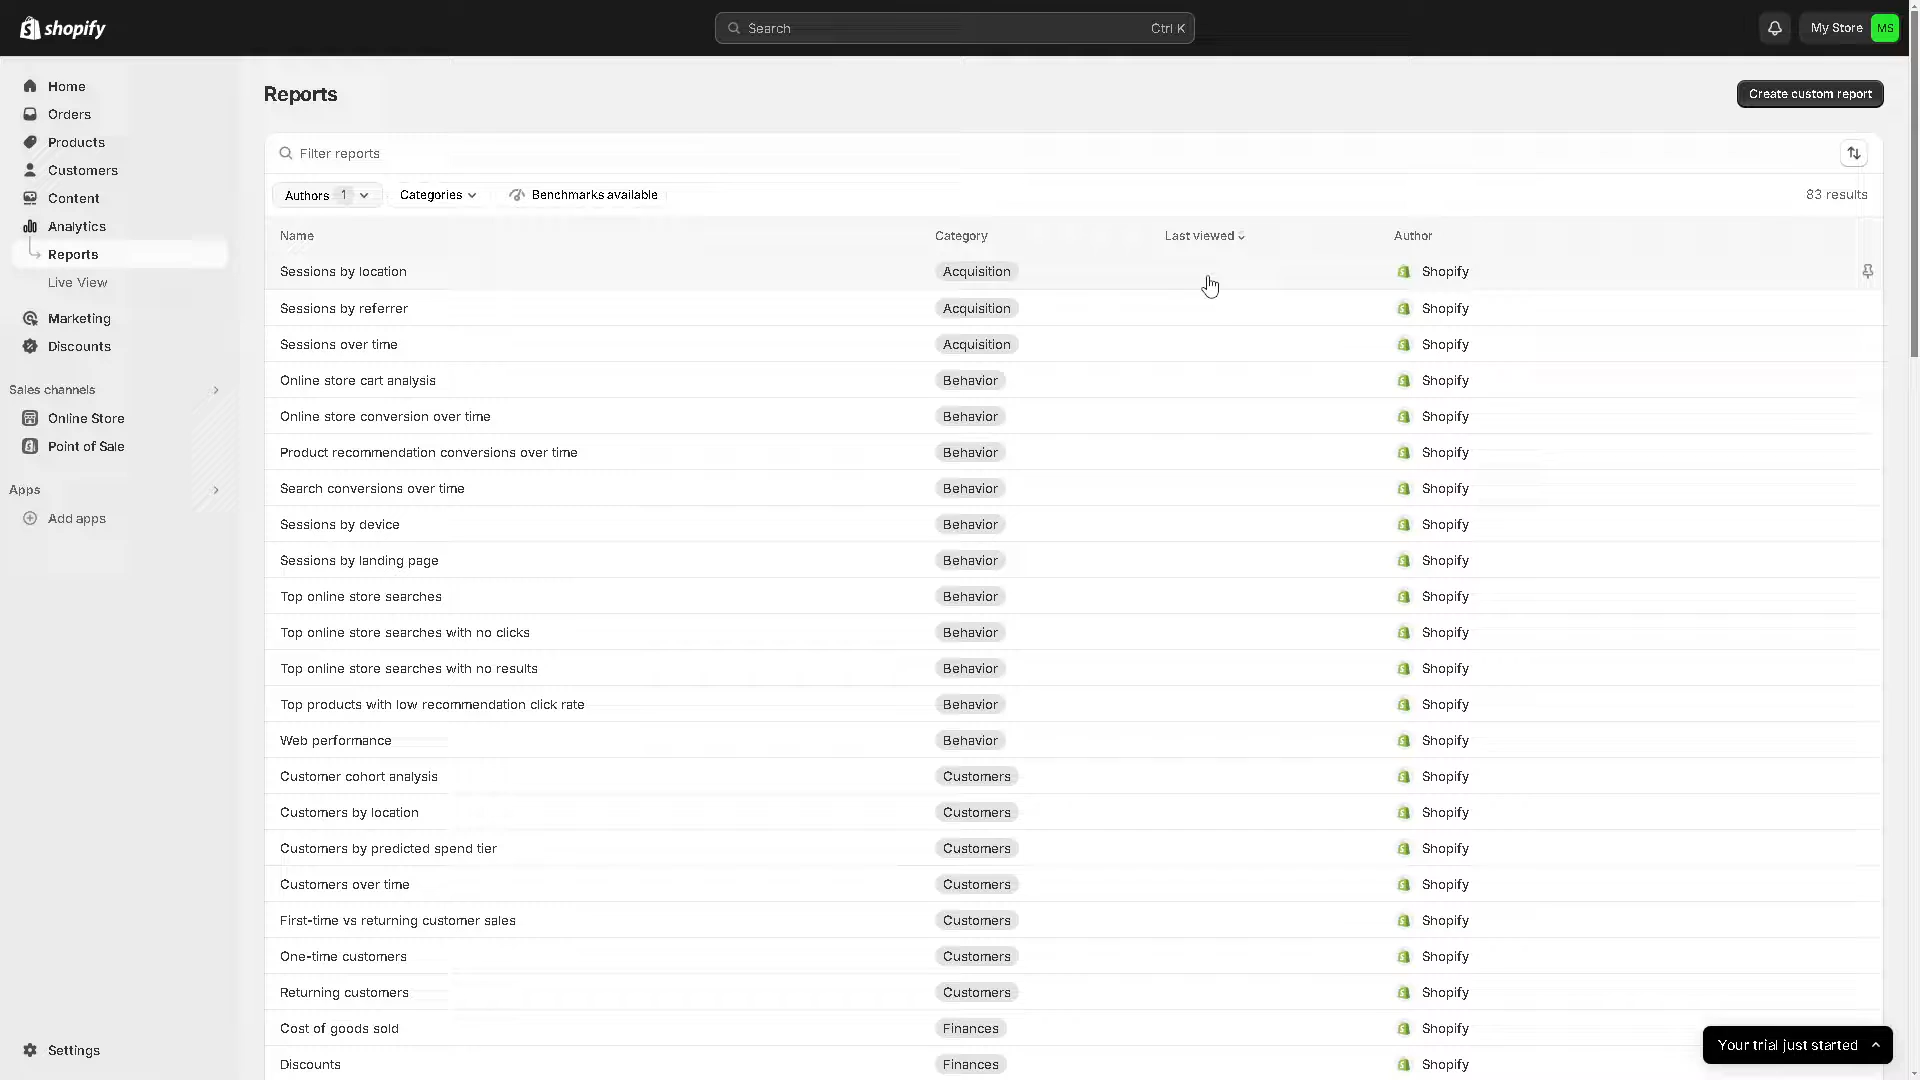 shopify
Search
Ctrl K
My Store
MS
Home
Orders
Products
Customers
Content
Analytics
Reports
Live View
Marketing
Discounts
Sales channels
Online Store
Point of Sale
Apps
Add apps
Settings
Reports
Create custom report
Filter reports
Authors 1
Categories
Benchmarks available
83 results
Name Category Last viewed Author
Sessions by location Acquisition Shopify
Sessions by referrer Acquisition Shopify
Sessions over time Acquisition Shopify
Online store cart analysis Behavior Shopify
Online store conversion over time Behavior Shopify
Product recommendation conversions over time Behavior Shopify
Search conversions over time Behavior Shopify
Sessions by device Behavior Shopify
Sessions by landing page Behavior Shopify
Top online store searches Behavior Shopify
Top online store searches with no clicks Behavior Shopify
Top online store searches with no results Behavior Shopify
Top products with low recommendation click rate Behavior Shopify
Web performance Behavior Shopify
Customer cohort analysis Customers Shopify
Customers by location Customers Shopify
Customers by predicted spend tier Customers Shopify
Customers over time Customers Shopify
First-time vs returning customer sales Customers Shopify
One-time customers Customers Shopify
Returning customers Customers Shopify
Cost of goods sold Finances Shopify
Discounts Finances Shopify
Your trial just started